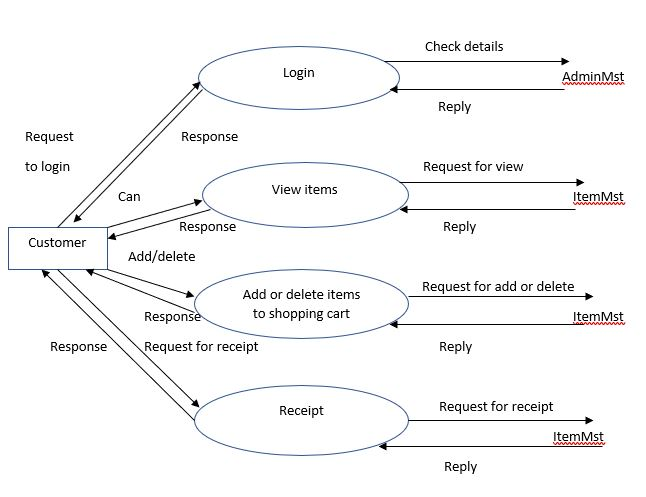 Check details
Login
AdminMst
Reply
Request
to login
Response
Request for view
View items
Can
ItemMst
Response
Reply
Customer
Add/delete
Request for add or delete
Add or delete items
to shopping cart
Response
ItemMst
Response
Request for receipt
Reply
Request for receipt
Receipt
ItemMst
Reply